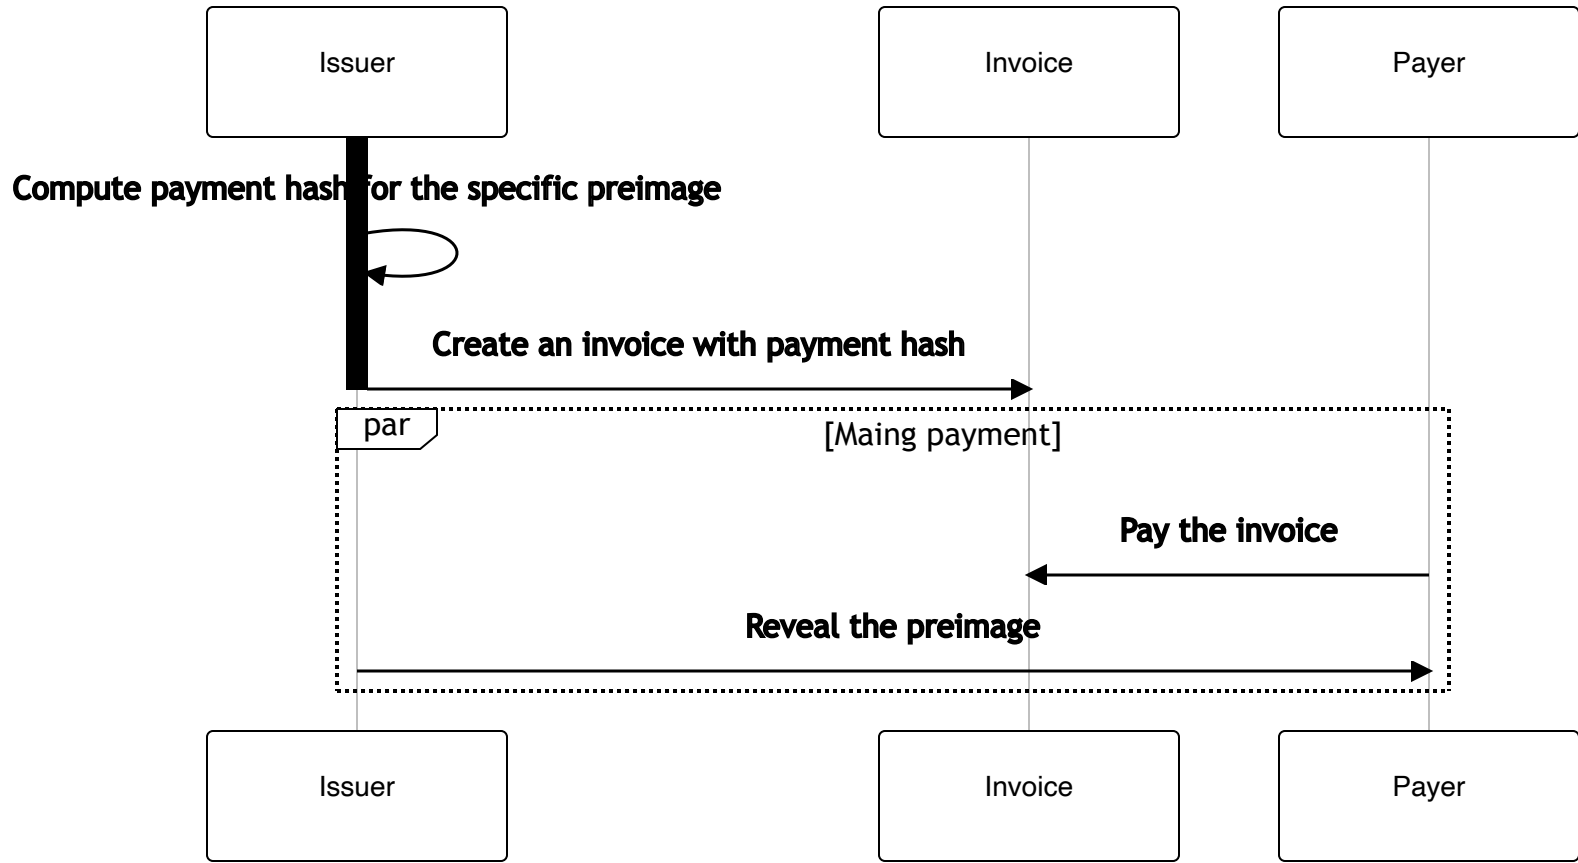 Issuer
Invoice
Payer
Compute payment hash for the specific preimage
Create an invoice with payment hash
par
[Maing payment]
Pay the invoice
Reveal the preimage
Issuer
Invoice
Payer